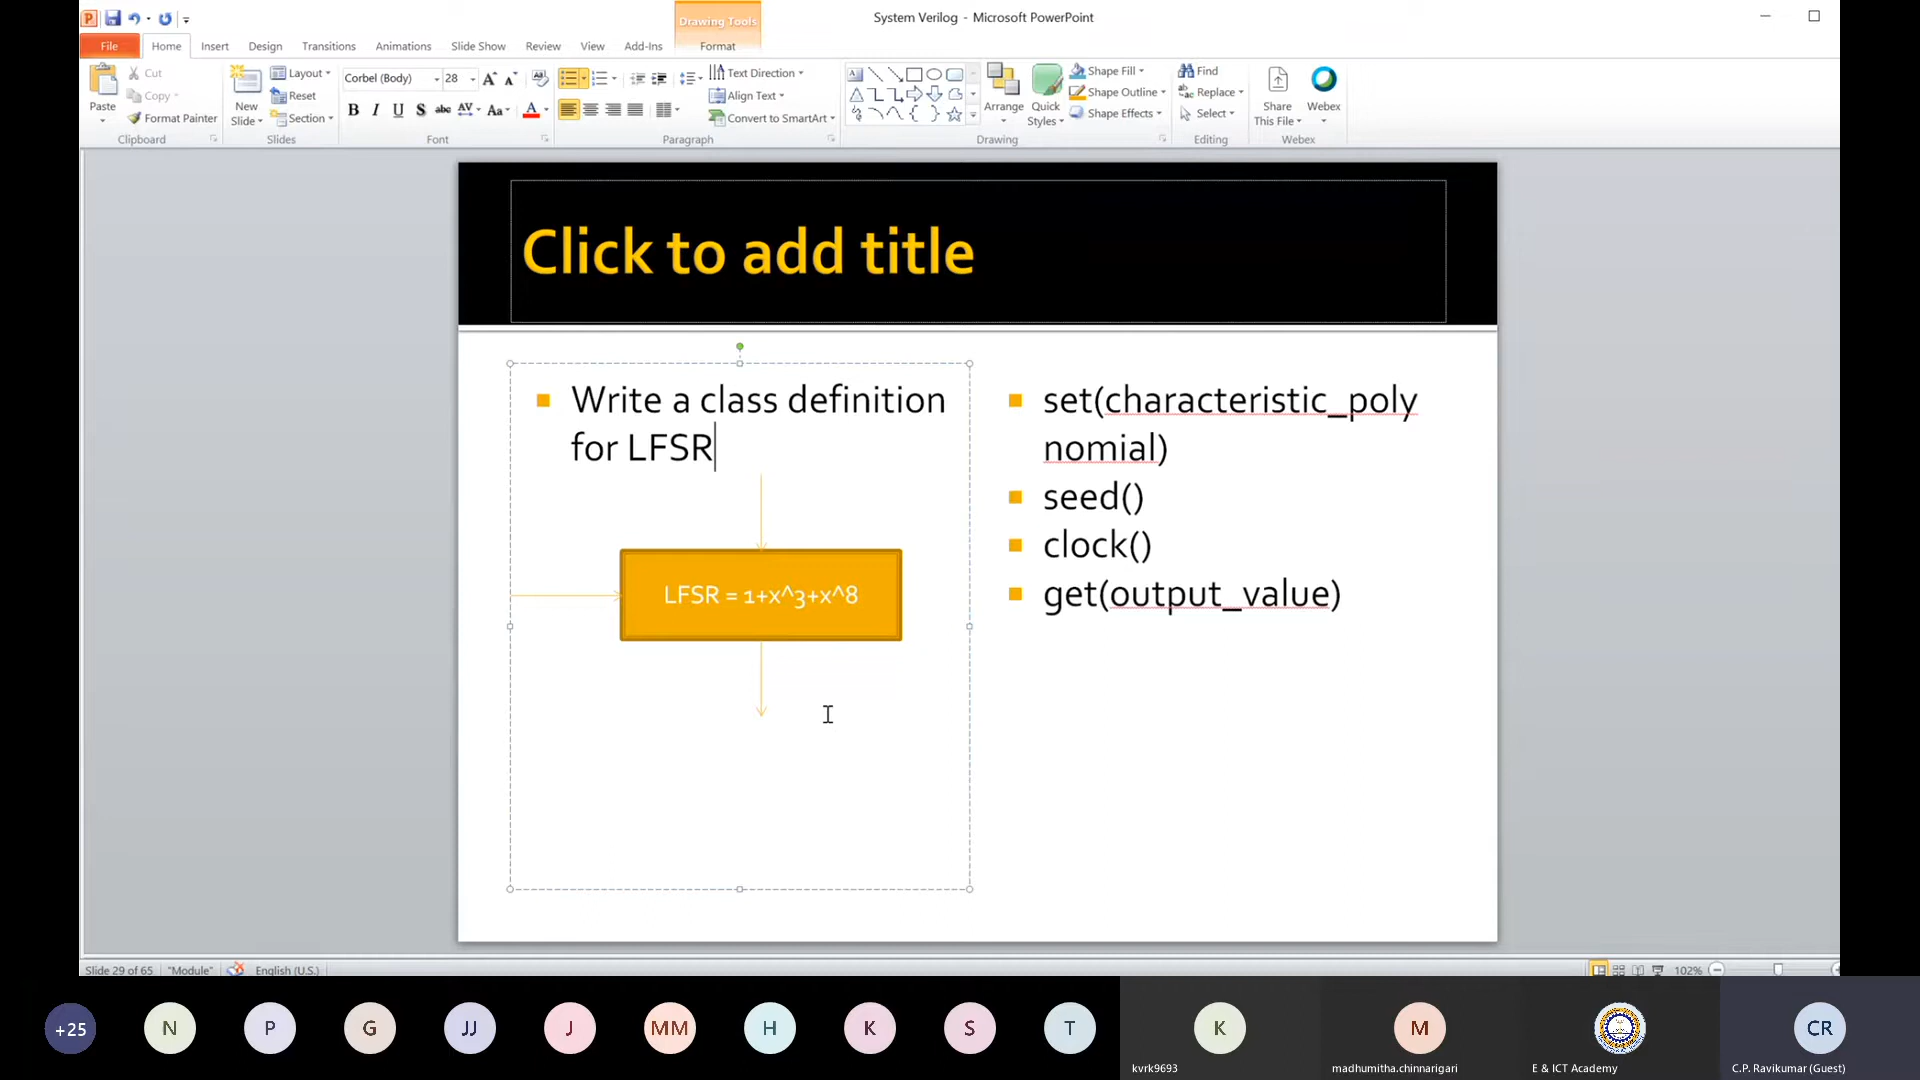 System Verilog - Microsoft PowerPoint
Drawing Tools
File Home Insert Design Transitions Animations Slide Show Review View Add-Ins Format
Paste
Cut
Copy
Format Painter
Clipboard
New
Slide
Layout
Reset
Section
Slides
Corbel (Body) 28
B I U S abc AV Aa A
Font
Text Direction
Align Text
Convert to SmartArt
Paragraph
Arrange
Quick
Styles
Shape Fill
Shape Outline
Shape Effects
Drawing
Find
Replace
Select
Editing
Share
This File
Webex
Webex
Click to add title
Write a class definition
for LFSR
LFSR = 1+x^3+x^8
set(characteristic_poly
nomial)
seed()
clock()
get(output_value)
Slide 29 of 65 "Module" English (U.S.) 102%
+25 N P G JJ J MM H K S T K M CR
kvrk9693 madhumitha.chinnarigari E & ICT Academy C.P. Ravikumar (Guest)